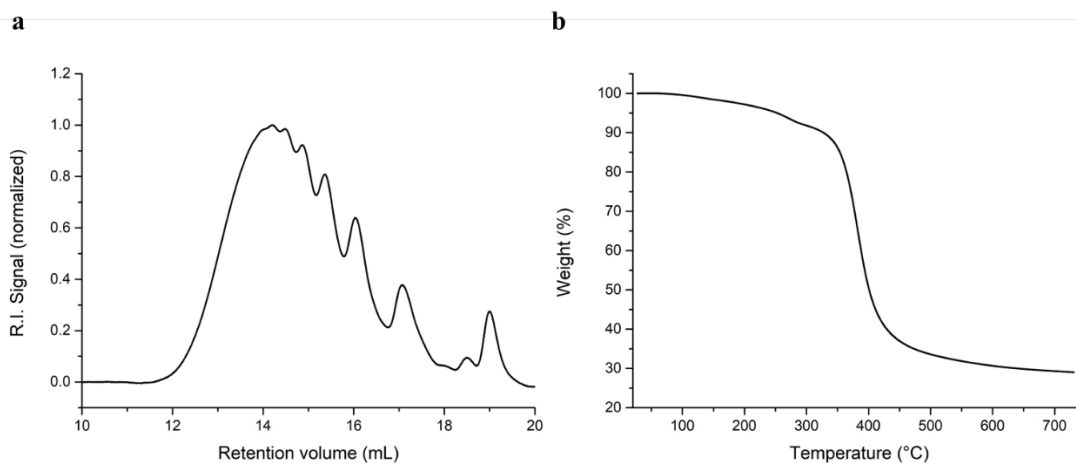 a
b
1.2
1.0
0.8
0.6
0.4
0.2
0.0
R.I. Signal (normalized)
10 12 14 16 18 20
Retention volume (mL)
100
90
80
70
60
50
40
30
20
Weight (%)
100 200 300 400 500 600 700
Temperature (°C)